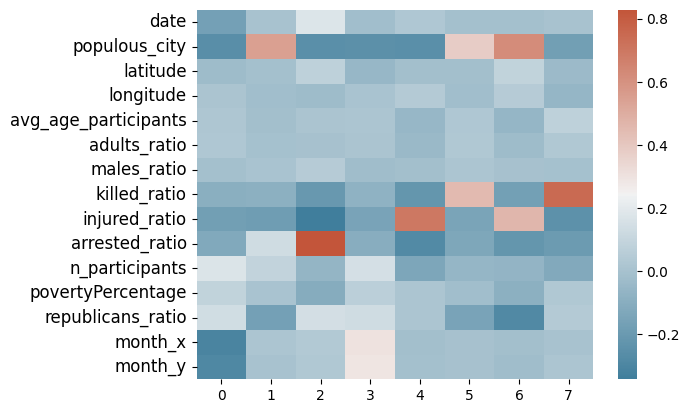 date
populous_city
latitude
longitude
avg_age_participants
adults_ratio
males_ratio
killed_ratio
injured_ratio
arrested_ratio
n_participants
povertyPercentage
republicans_ratio
month_x
month_y
0 1 2 3 4 5 6 7
0.8
0.6
0.4
0.2
0.0
−0.2